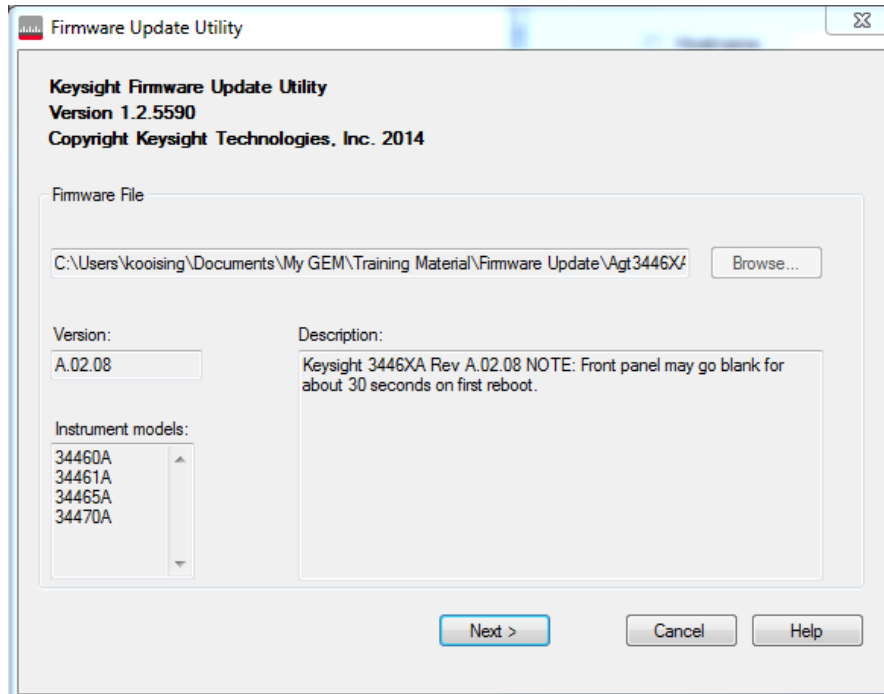 Firmware Update Utility
Keysight Firmware Update Utility
Version 1.2.5590
Copyright Keysight Technologies, Inc. 2014
Firmware File
C:\Users\kooising\Documents\My GEM\Training Material\Firmware Update\Agt3446XA
Browse...
Version:
A.02.08
Description:
Keysight 3446XA Rev A.02.08 NOTE: Front panel may go blank for
about 30 seconds on first reboot.
Instrument models:
34460A
34461A
34465A
34470A
Next >
Cancel
Help